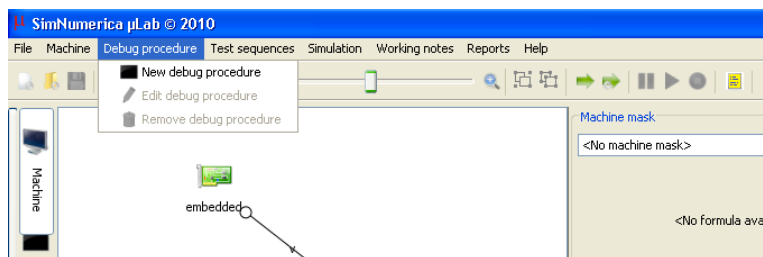 SimNumerica µLab © 2010
File Machine Debug procedure Test sequences Simulation Working notes Reports Help
New debug procedure
Edit debug procedure
Remove debug procedure
Machine mask
<No machine mask>
Machine
embedded
<No formula ava